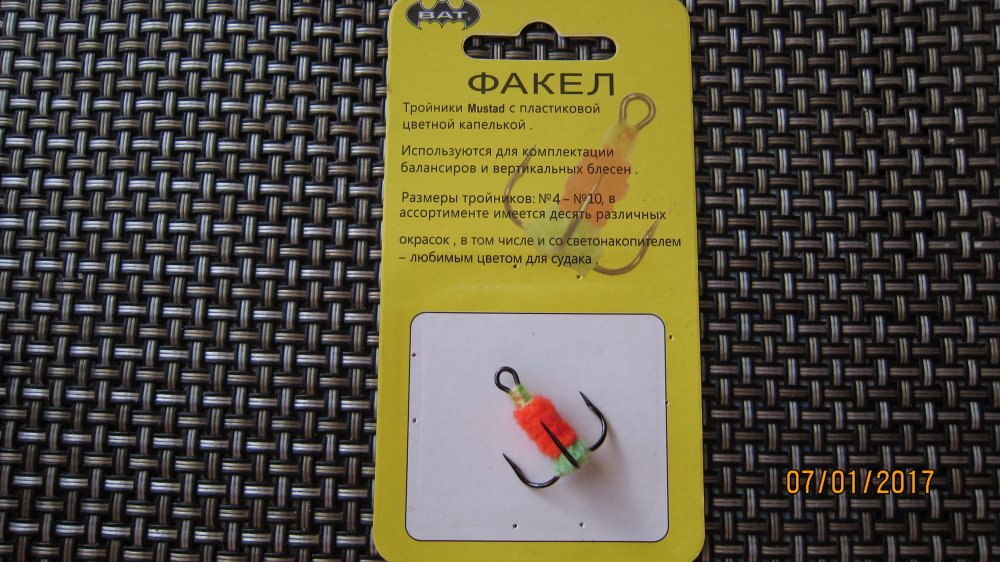 BAT.
ФАКЕЛ
Тройники Mustad с пластиковой
цветной капелькой .
Используются для комплектации
балансиров и вертикальных блесен .
Размеры тройников: №4 – №10, в
ассортименте имеется десять различных
окрасок , в том числе и со светонакопителем
– любимым цветом для судака .
07/01/2017